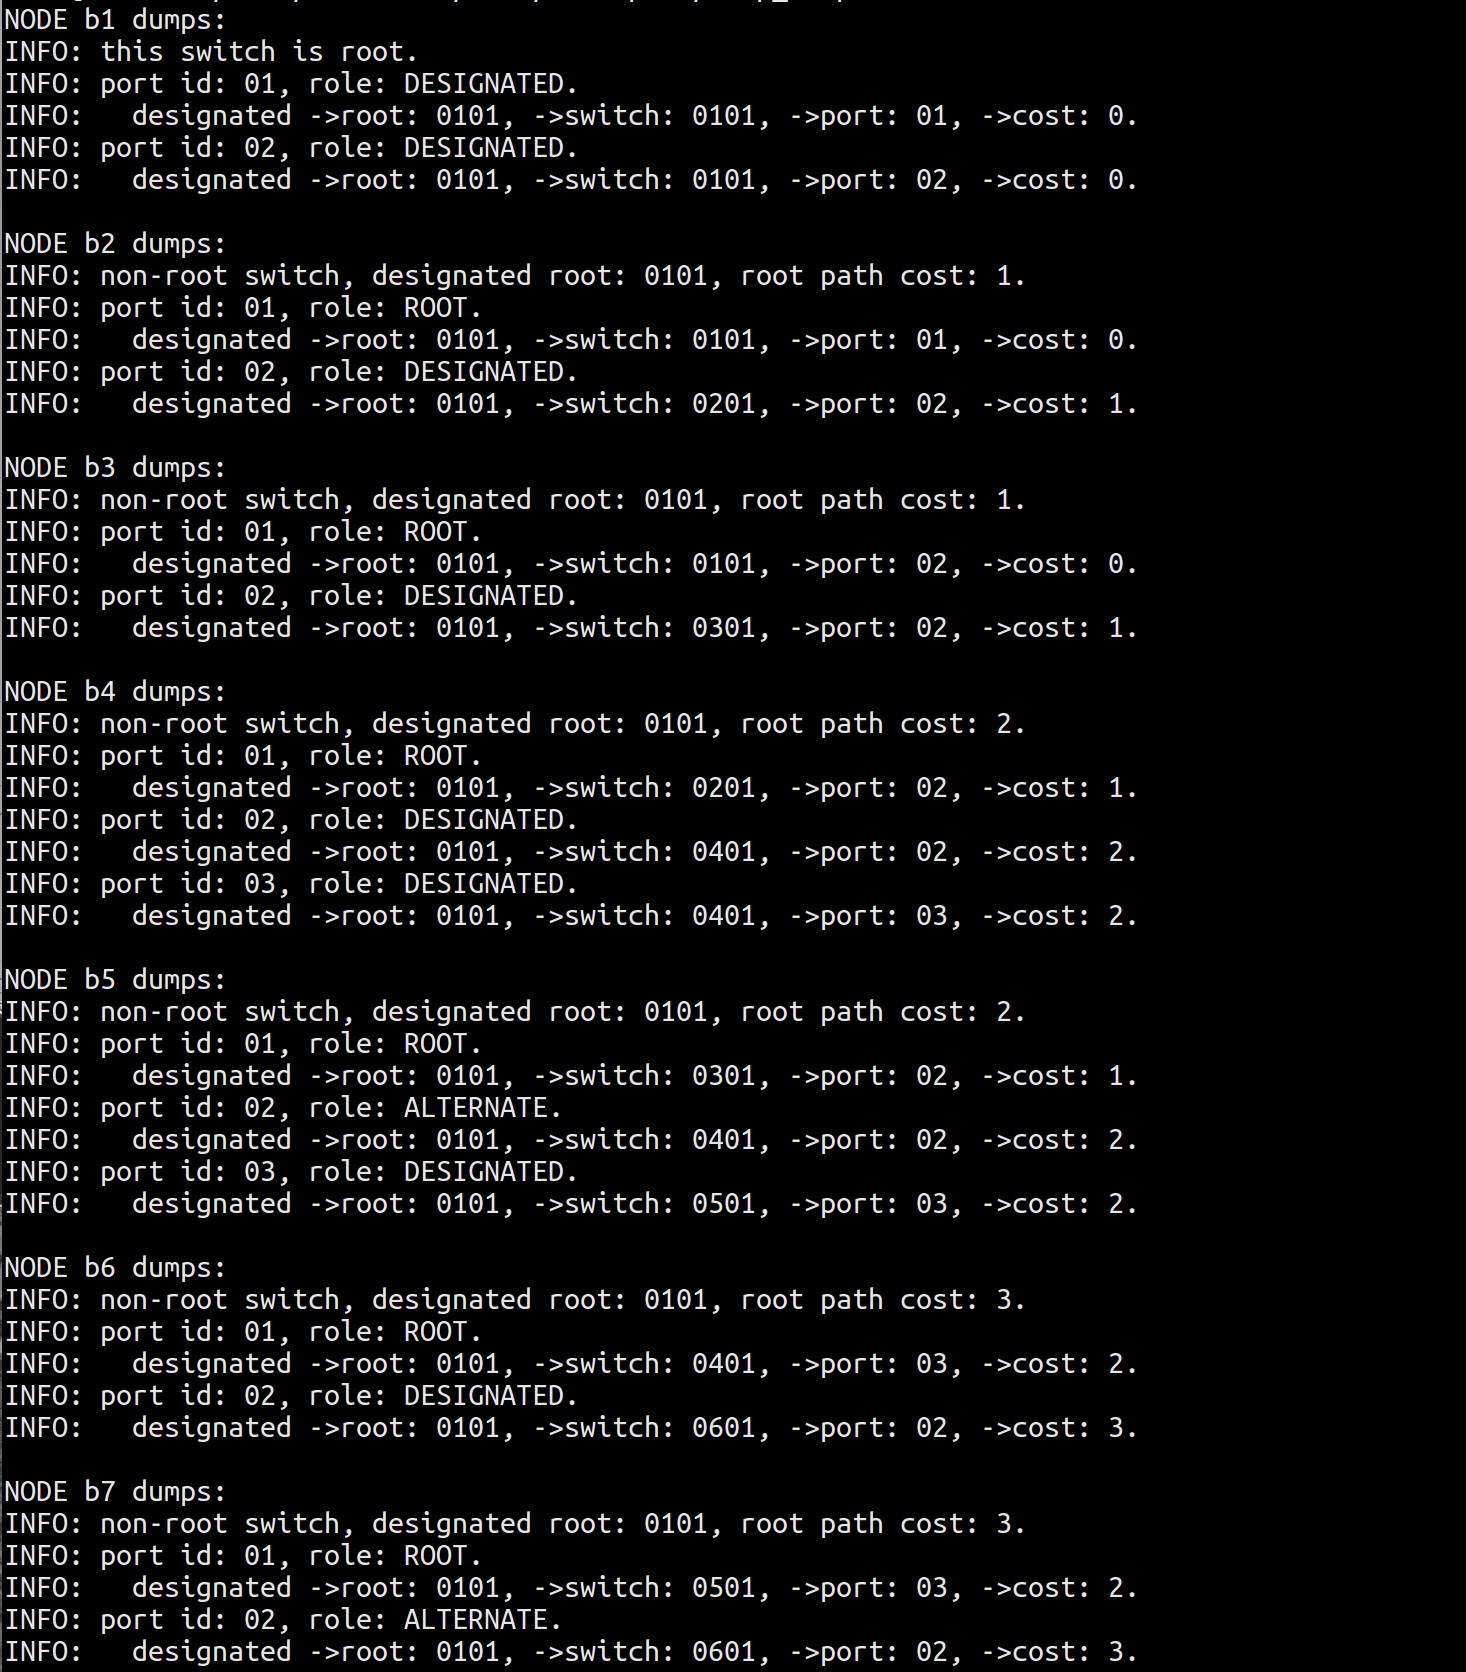 NODE b1 dumps:
INFO: this switch is root.
INFO: port id: 01, role: DESIGNATED.
INFO:   designated ->root: 0101, ->switch: 0101, ->port: 01, ->cost: 0.
INFO: port id: 02, role: DESIGNATED.
INFO:   designated ->root: 0101, ->switch: 0101, ->port: 02, ->cost: 0.

NODE b2 dumps:
INFO: non-root switch, designated root: 0101, root path cost: 1.
INFO: port id: 01, role: ROOT.
INFO:   designated ->root: 0101, ->switch: 0101, ->port: 01, ->cost: 0.
INFO: port id: 02, role: DESIGNATED.
INFO:   designated ->root: 0101, ->switch: 0201, ->port: 02, ->cost: 1.

NODE b3 dumps:
INFO: non-root switch, designated root: 0101, root path cost: 1.
INFO: port id: 01, role: ROOT.
INFO:   designated ->root: 0101, ->switch: 0101, ->port: 02, ->cost: 0.
INFO: port id: 02, role: DESIGNATED.
INFO:   designated ->root: 0101, ->switch: 0301, ->port: 02, ->cost: 1.

NODE b4 dumps:
INFO: non-root switch, designated root: 0101, root path cost: 2.
INFO: port id: 01, role: ROOT.
INFO:   designated ->root: 0101, ->switch: 0201, ->port: 02, ->cost: 1.
INFO: port id: 02, role: DESIGNATED.
INFO:   designated ->root: 0101, ->switch: 0401, ->port: 02, ->cost: 2.
INFO: port id: 03, role: DESIGNATED.
INFO:   designated ->root: 0101, ->switch: 0401, ->port: 03, ->cost: 2.

NODE b5 dumps:
INFO: non-root switch, designated root: 0101, root path cost: 2.
INFO: port id: 01, role: ROOT.
INFO:   designated ->root: 0101, ->switch: 0301, ->port: 02, ->cost: 1.
INFO: port id: 02, role: ALTERNATE.
INFO:   designated ->root: 0101, ->switch: 0401, ->port: 02, ->cost: 2.
INFO: port id: 03, role: DESIGNATED.
INFO:   designated ->root: 0101, ->switch: 0501, ->port: 03, ->cost: 2.

NODE b6 dumps:
INFO: non-root switch, designated root: 0101, root path cost: 3.
INFO: port id: 01, role: ROOT.
INFO:   designated ->root: 0101, ->switch: 0401, ->port: 03, ->cost: 2.
INFO: port id: 02, role: DESIGNATED.
INFO:   designated ->root: 0101, ->switch: 0601, ->port: 02, ->cost: 3.

NODE b7 dumps:
INFO: non-root switch, designated root: 0101, root path cost: 3.
INFO: port id: 01, role: ROOT.
INFO:   designated ->root: 0101, ->switch: 0501, ->port: 03, ->cost: 2.
INFO: port id: 02, role: ALTERNATE.
INFO:   designated ->root: 0101, ->switch: 0601, ->port: 02, ->cost: 3.